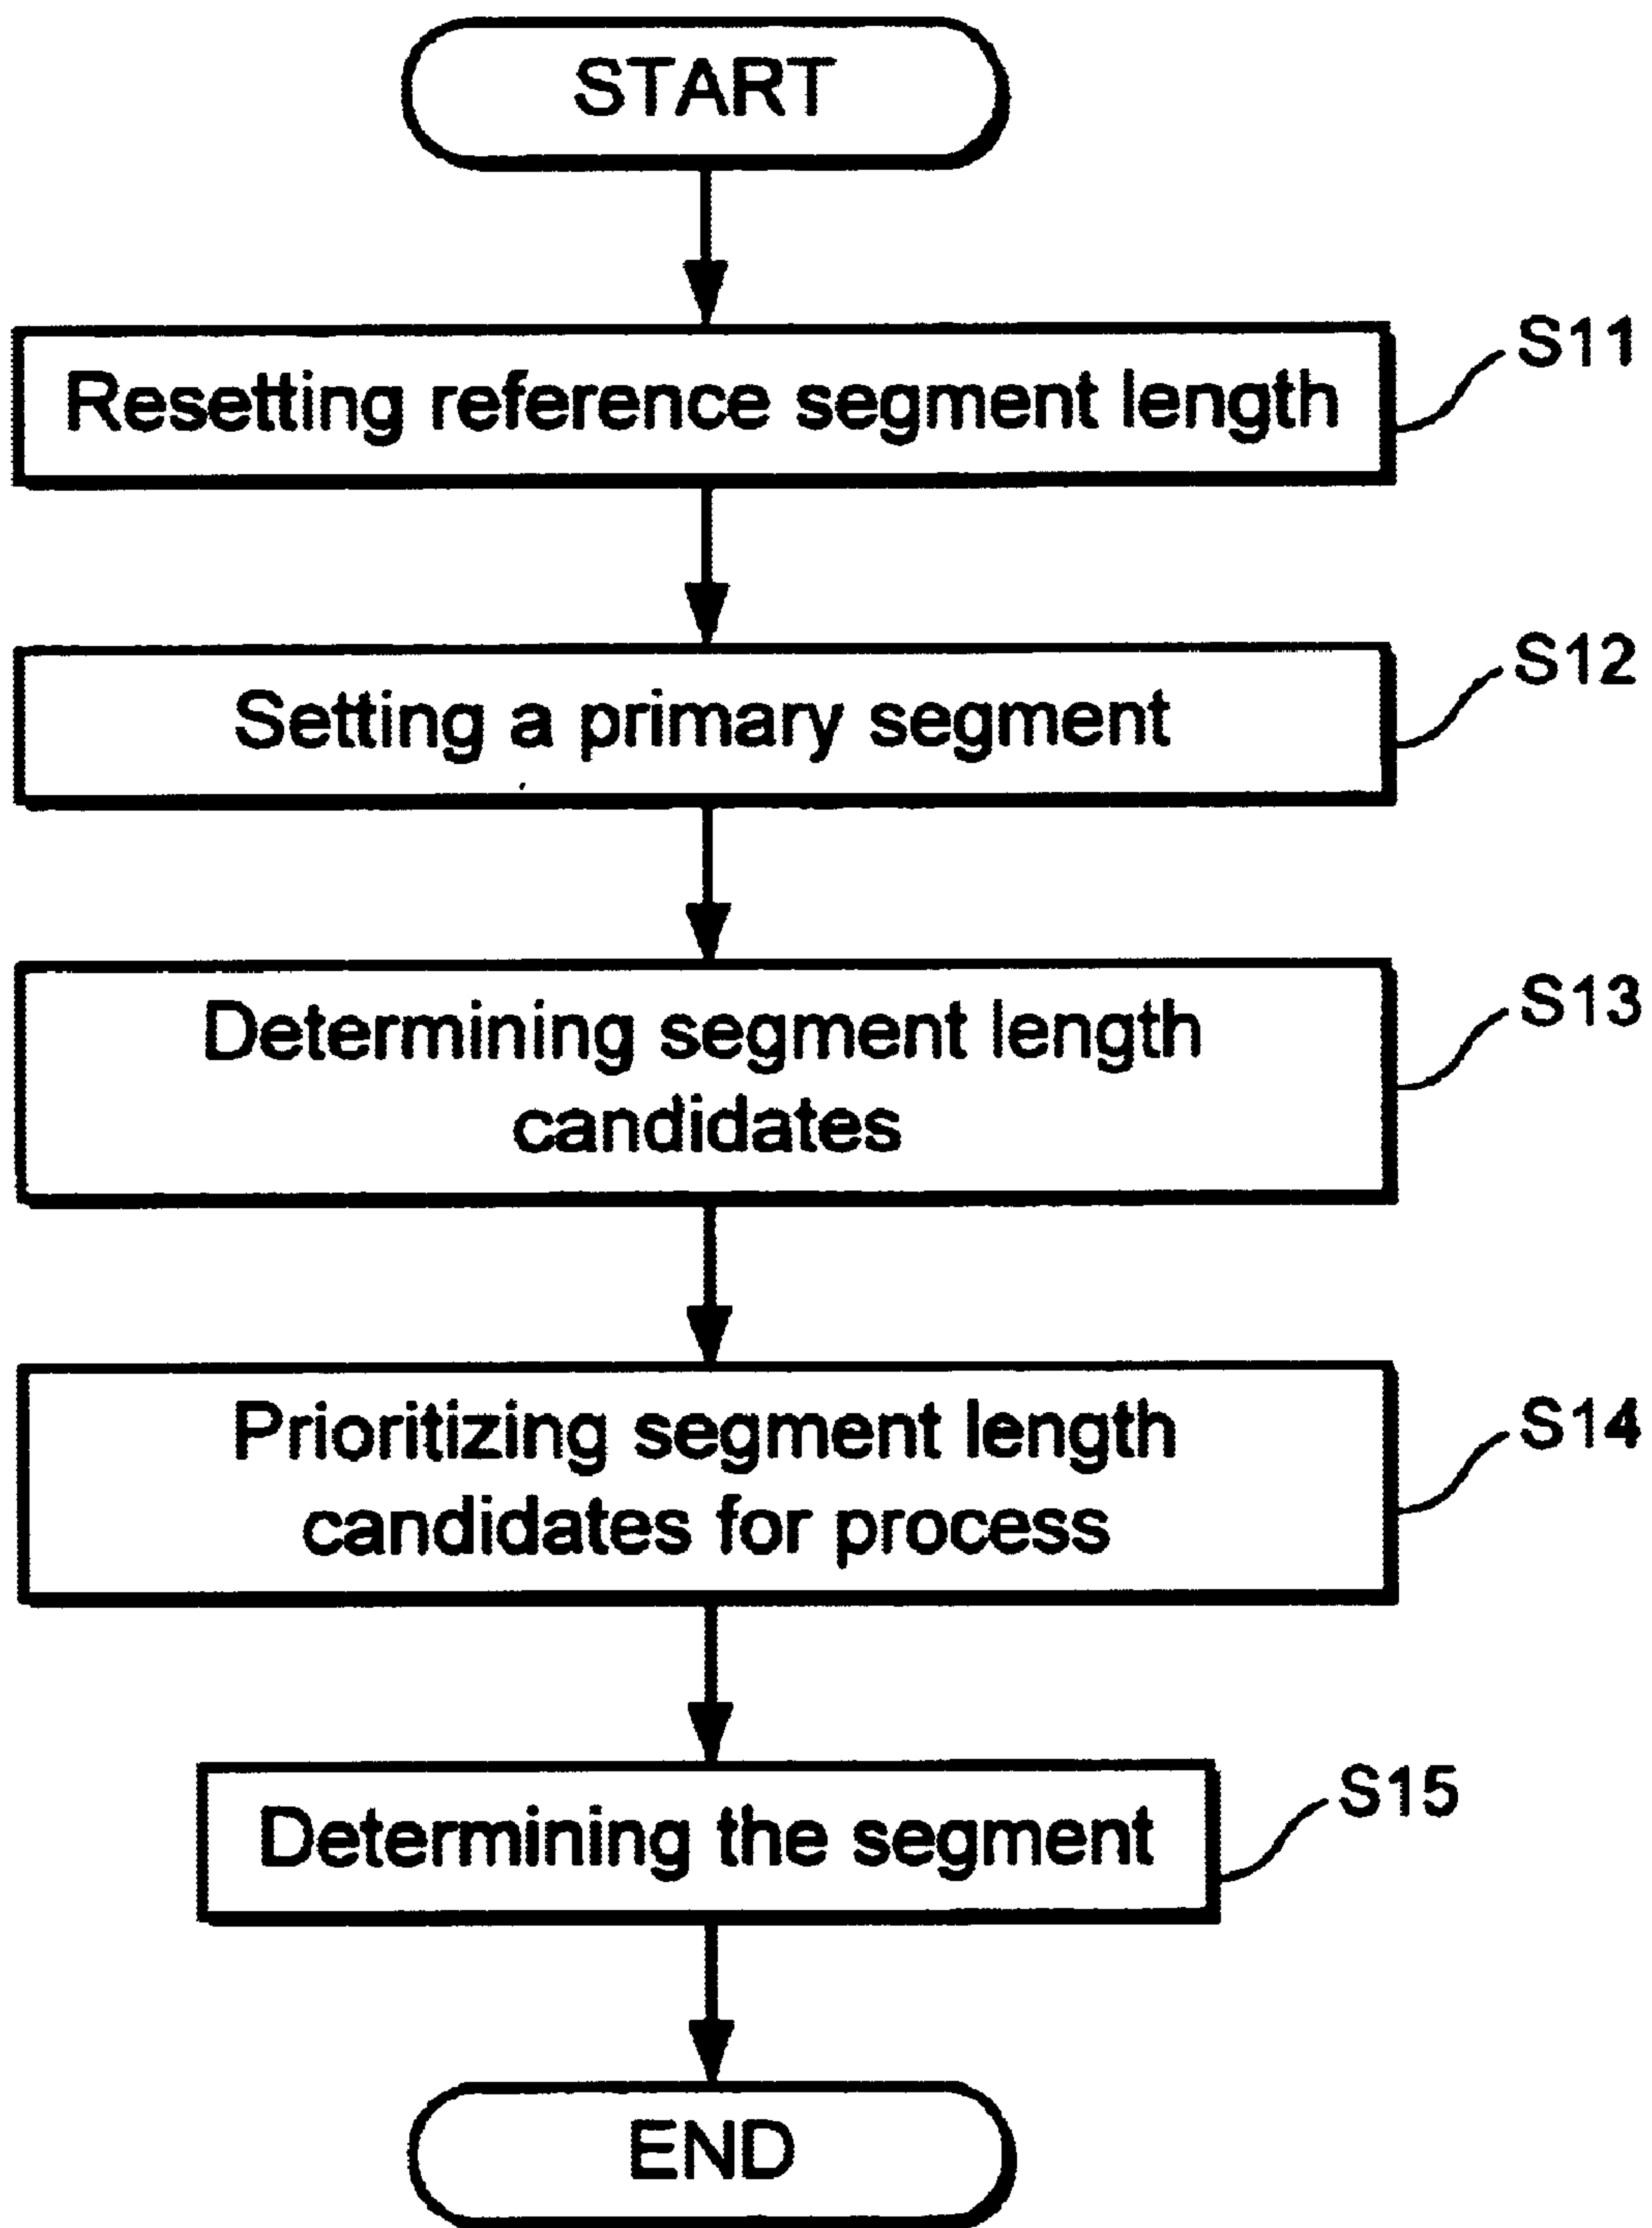 START
Resetting reference segment length
S11
Setting a primary segment
S12
Determining segment length
candidates
S13
Prioritizing segment length
candidates for process
S14
Determining the segment
S15
END